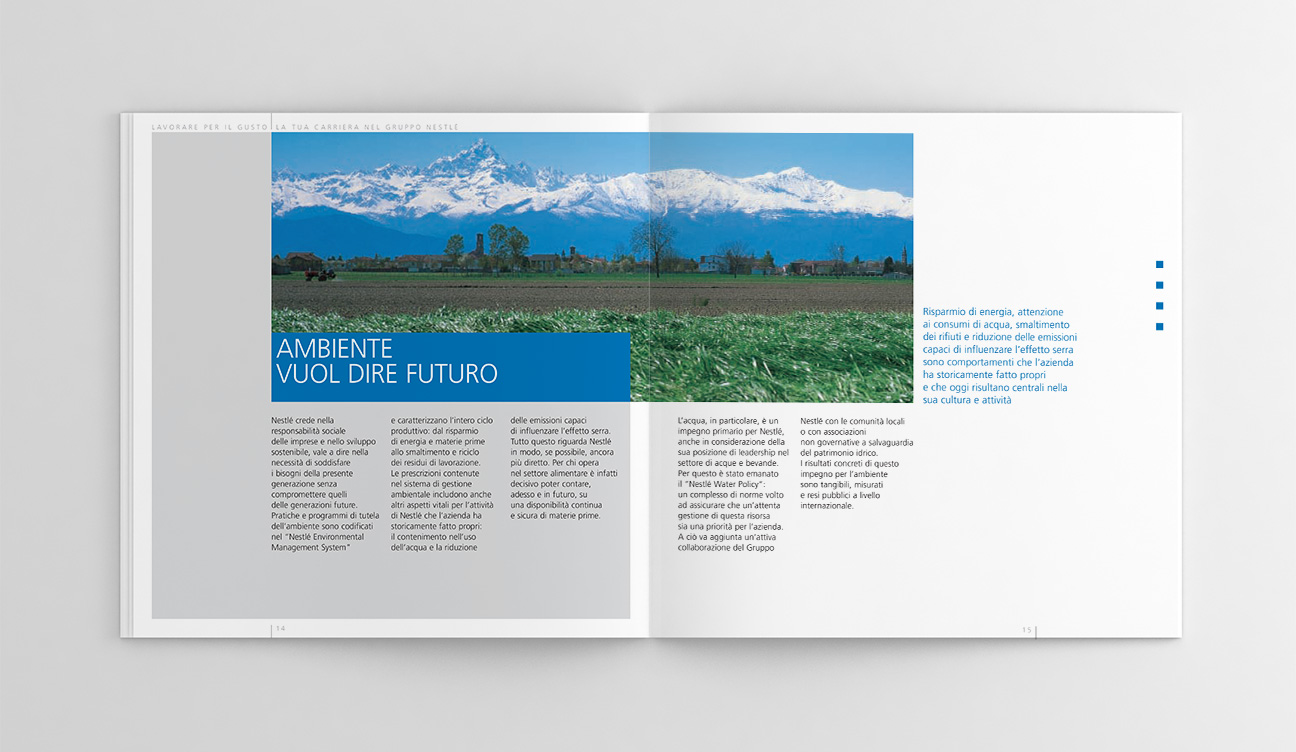 LAVORARE PER IL GUSTO LA TUA CARRIERA NEL GRUPPO NESTLÉ
AMBIENTE
VUOL DIRE FUTURO
Nestlé crede nella
responsabilità sociale
delle imprese e nello sviluppo
sostenibile, vale a dire nella
necessità di soddisfare
i bisogni della presente
generazione senza
compromettere quelli
delle generazioni future.
Pratiche e programmi di tutela
dell'ambiente sono codificati
nel "Nestlé Environmental
Management System"
e caratterizzano l'intero ciclo
produttivo: dal risparmio
di energia e materie prime
allo smaltimento e riciclo
dei residui di lavorazione.
Le prescrizioni contenute
nel sistema di gestione
ambientale includono anche
altri aspetti vitali per l'attività
di Nestlé che l'azienda ha
storicamente fatto propri:
il contenimento nell'uso
dell'acqua e la riduzione
delle emissioni capaci
di influenzare l'effetto serra.
Tutto questo riguarda Nestlé
in modo, se possibile, ancora
più diretto. Per chi opera
nel settore alimentare è infatti
decisivo poter contare,
adesso e in futuro, su
una disponibilità continua
e sicura di materie prime.
14
L'acqua, in particolare, è un
impegno primario per Nestlé,
anche in considerazione della
sua posizione di leadership nel
settore di acque e bevande.
Per questo è stato emanato
il "Nestlé Water Policy":
un complesso di norme volto
ad assicurare che un'attenta
gestione di questa risorsa
sia una priorità per l'azienda.
A ciò va aggiunta un'attiva
collaborazione del Gruppo
Nestlé con le comunità locali
o con associazioni
non governative a salvaguardia
del patrimonio idrico.
I risultati concreti di questo
impegno per l'ambiente
sono tangibili, misurati
e resi pubblici a livello
internazionale.
Risparmio di energia, attenzione
ai consumi di acqua, smaltimento
dei rifiuti e riduzione delle emissioni
capaci di influenzare l'effetto serra
sono comportamenti che l'azienda
ha storicamente fatto propri
e che oggi risultano centrali nella
sua cultura e attività
15